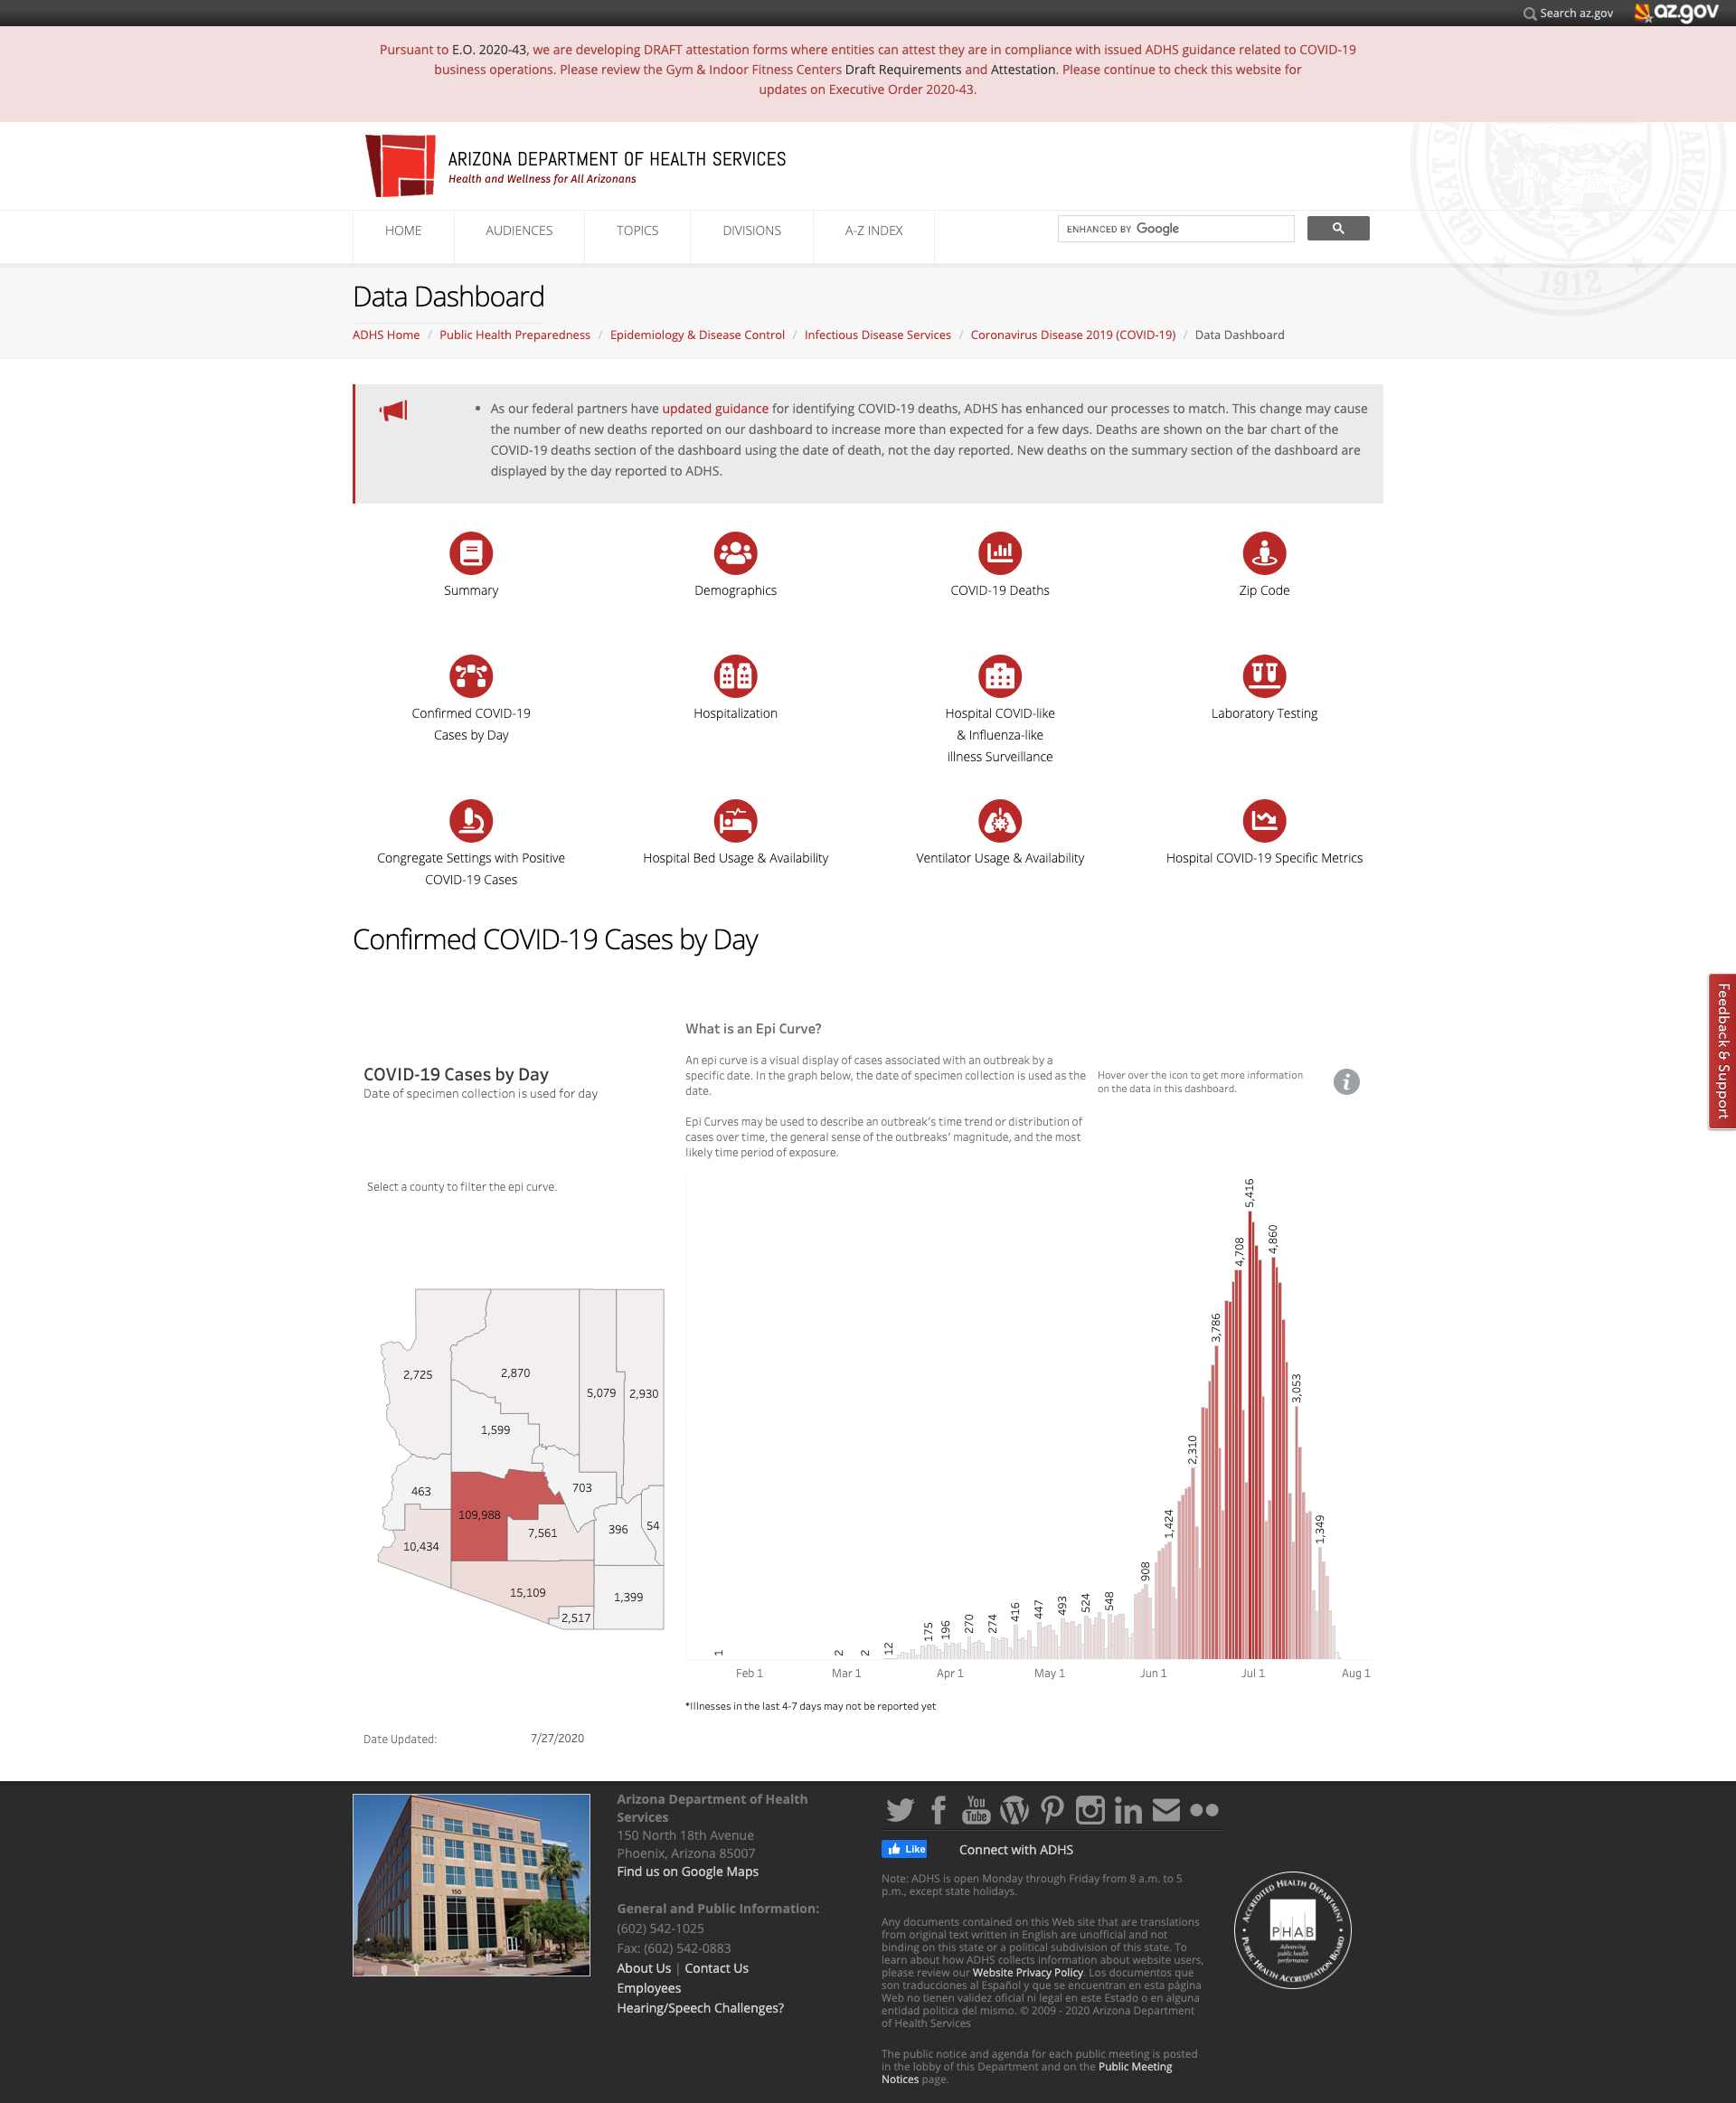 Search az.gov
az.gov
Pursuant to E.O. 2020-43, we are developing DRAFT attestation forms where entities can attest they are in compliance with issued ADHS guidance related to COVID-19
business operations. Please review the Gym & Indoor Fitness Centers Draft Requirements and Attestation. Please continue to check this website for
updates on Executive Order 2020-43.
ARIZONA DEPARTMENT OF HEALTH SERVICES
Health and Wellness for All Arizonans
GREAT
ARIZONA
1912
HOME
AUDIENCES
TOPICS
DIVISIONS
A-Z INDEX
ENHANCED BY Google
Data Dashboard
ADHS Home / Public Health Preparedness / Epidemiology & Disease Control / Infectious Disease Services / Coronavirus Disease 2019 (COVID-19) / Data Dashboard
• As our federal partners have updated guidance for identifying COVID-19 deaths, ADHS has enhanced our processes to match. This change may cause
the number of new deaths reported on our dashboard to increase more than expected for a few days. Deaths are shown on the bar chart of the
COVID-19 deaths section of the dashboard using the date of death, not the day reported. New deaths on the summary section of the dashboard are
displayed by the day reported to ADHS.
Summary
Demographics
COVID-19 Deaths
Zip Code
Confirmed COVID-19
Cases by Day
Hospitalization
Hospital COVID-like
& Influenza-like
illness Surveillance
Laboratory Testing
Congregate Settings with Positive
COVID-19 Cases
Hospital Bed Usage & Availability
Ventilator Usage & Availability
Hospital COVID-19 Specific Metrics
Confirmed COVID-19 Cases by Day
Feedback & Support
COVID-19 Cases by Day
Date of specimen collection is used for day
What is an Epi Curve?
An epi curve is a visual display of cases associated with an outbreak by a
specific date. In the graph below, the date of specimen collection is used as the
date.
Epi Curves may be used to describe an outbreak's time trend or distribution of
cases over time, the general sense of the outbreaks' magnitude, and the most
likely time period of exposure.
Hover over the icon to get more information
on the data in this dashboard.
i
Select a county to filter the epi curve.
2,725
2,870
5,079
2,930
1,599
463
703
109,988
7,561
396
54
10,434
15,109
1,399
2,517
1
2
2
12
175
196
270
274
416
447
493
524
548
908
1,424
2,310
3,786
4,708
5,416
4,860
3,053
1,349
Feb 1
Mar 1
Apr 1
May 1
Jun 1
Jul 1
Aug 1
*Illnesses in the last 4-7 days may not be reported yet
Date Updated:
7/27/2020
150
Arizona Department of Health
Services
150 North 18th Avenue
Phoenix, Arizona 85007
Find us on Google Maps
General and Public Information:
(602) 542-1025
Fax: (602) 542-0883
About Us | Contact Us
Employees
Hearing/Speech Challenges?
You
Tube
in
Like
Connect with ADHS
Note: ADHS is open Monday through Friday from 8 a.m. to 5
p.m., except state holidays.
Any documents contained on this Web site that are translations
from original text written in English are unofficial and not
binding on this state or a political subdivision of this state. To
learn about how ADHS collects information about website users,
please review our Website Privacy Policy. Los documentos que
son traducciones al Español y que se encuentran en esta página
Web no tienen validez oficial ni legal en este Estado o en alguna
entidad politica del mismo. © 2009 - 2020 Arizona Department
of Health Services
The public notice and agenda for each public meeting is posted
in the lobby of this Department and on the Public Meeting
Notices page.
ACCREDITED HEALTH DEPARTMENT
PHAB
Advancing
public health
performance
PUBLIC HEALTH ACCREDITATION BOARD